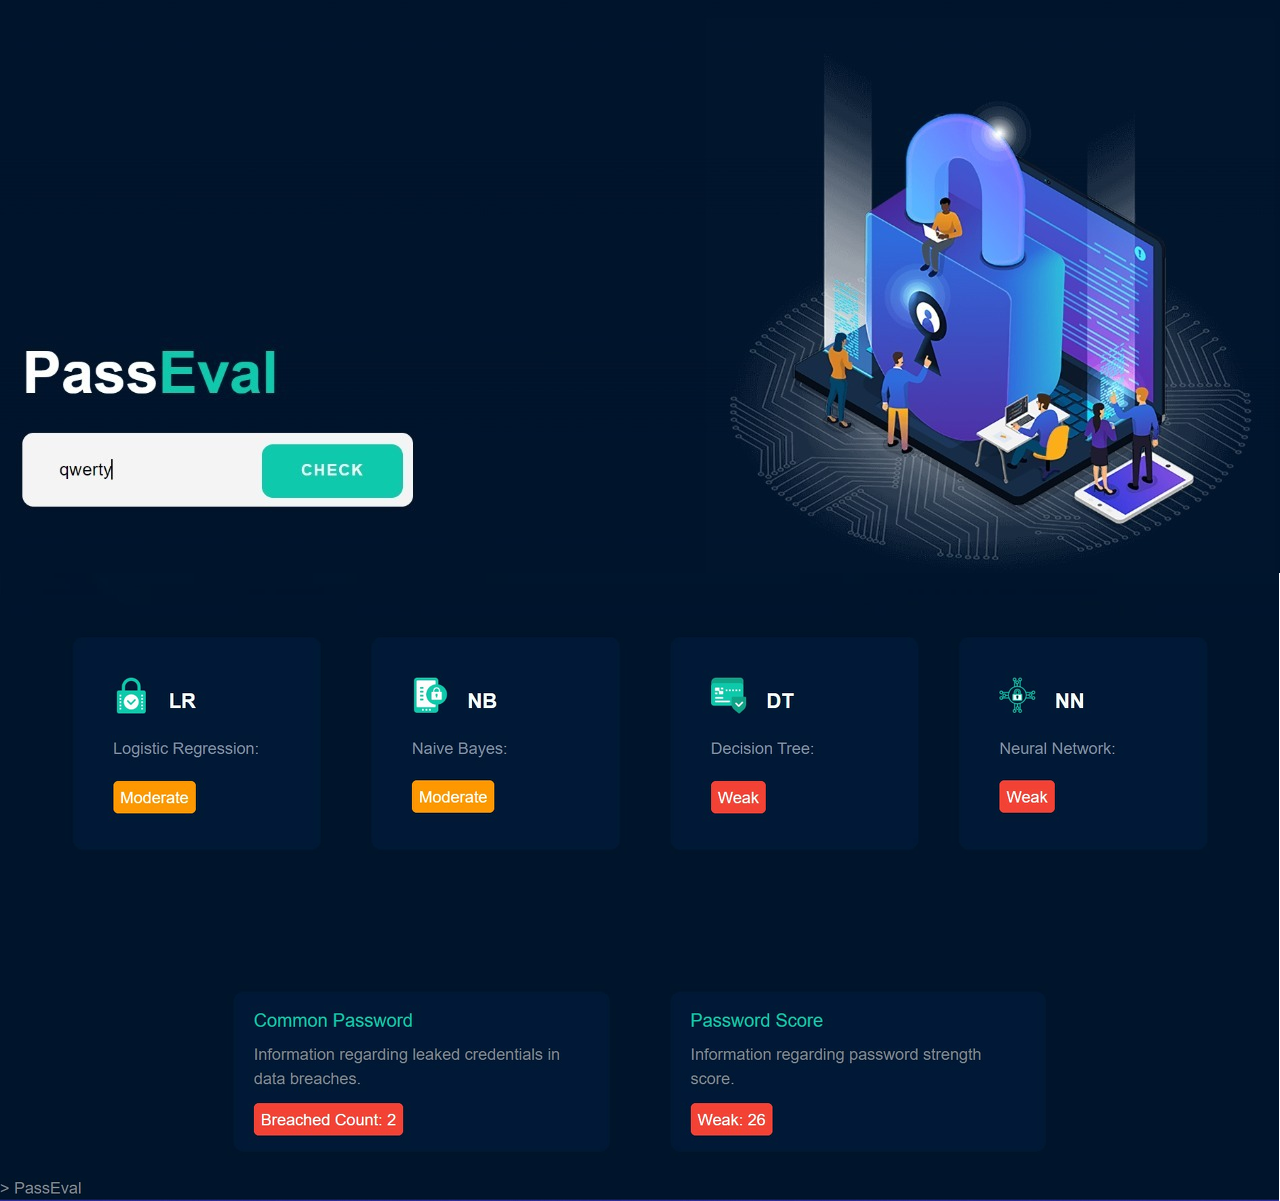 PassEval
qwerty
CHECK
LR
Logistic Regression:
Moderate
NB
Naive Bayes:
Moderate
DT
Decision Tree:
Weak
NN
Neural Network:
Weak
Common Password
Information regarding leaked credentials in
data breaches.
Breached Count: 2
Password Score
Information regarding password strength
score.
Weak: 26
> PassEval